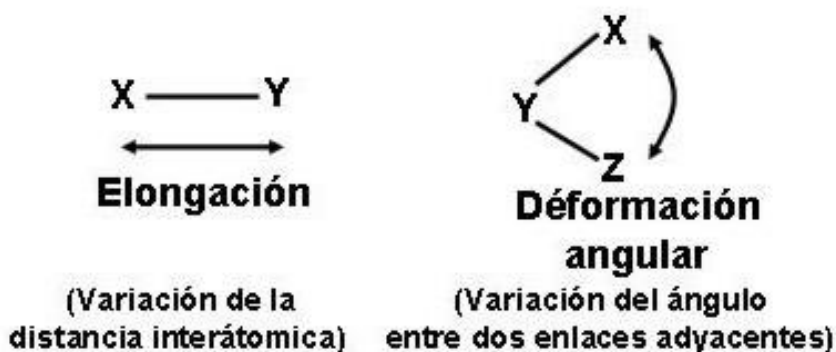 X Y
Elongación
(Variación de la
distancia interátomica)
X
Y
Z
Déformación
angular
(Variación del ángulo
entre dos enlaces adyacentes)